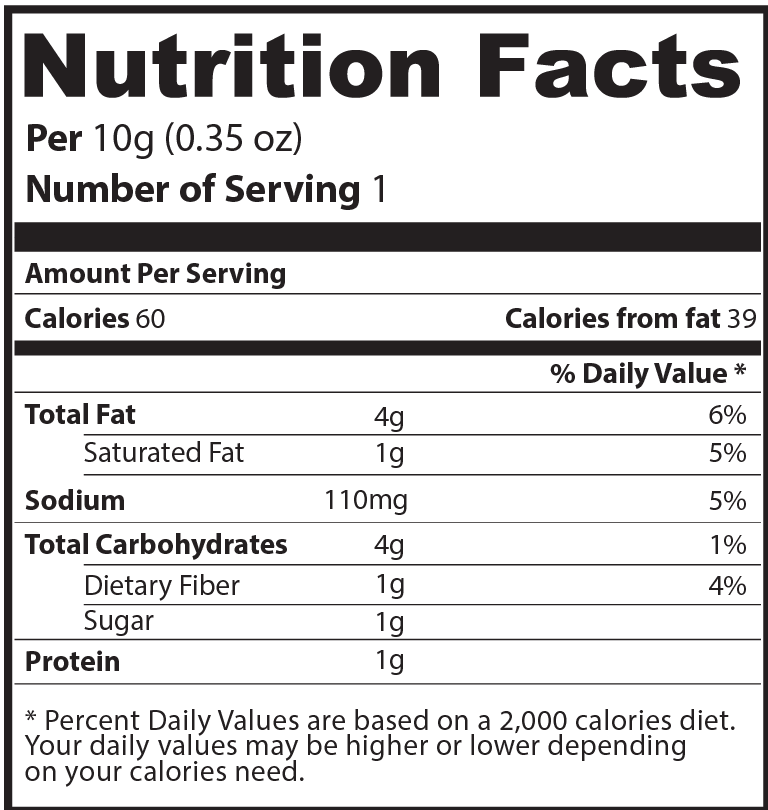 Nutrition Facts
Per 10g (0.35 oz)
Number of Serving 1
Amount Per Serving
Calories 60 Calories from fat 39
% Daily Value *
Total Fat 4g 6%
Saturated Fat 1g 5%
Sodium 110mg 5%
Total Carbohydrates 4g 1%
Dietary Fiber 1g 4%
Sugar 1g
Protein 1g
* Percent Daily Values are based on a 2,000 calories diet.
Your daily values may be higher or lower depending
on your calories need.